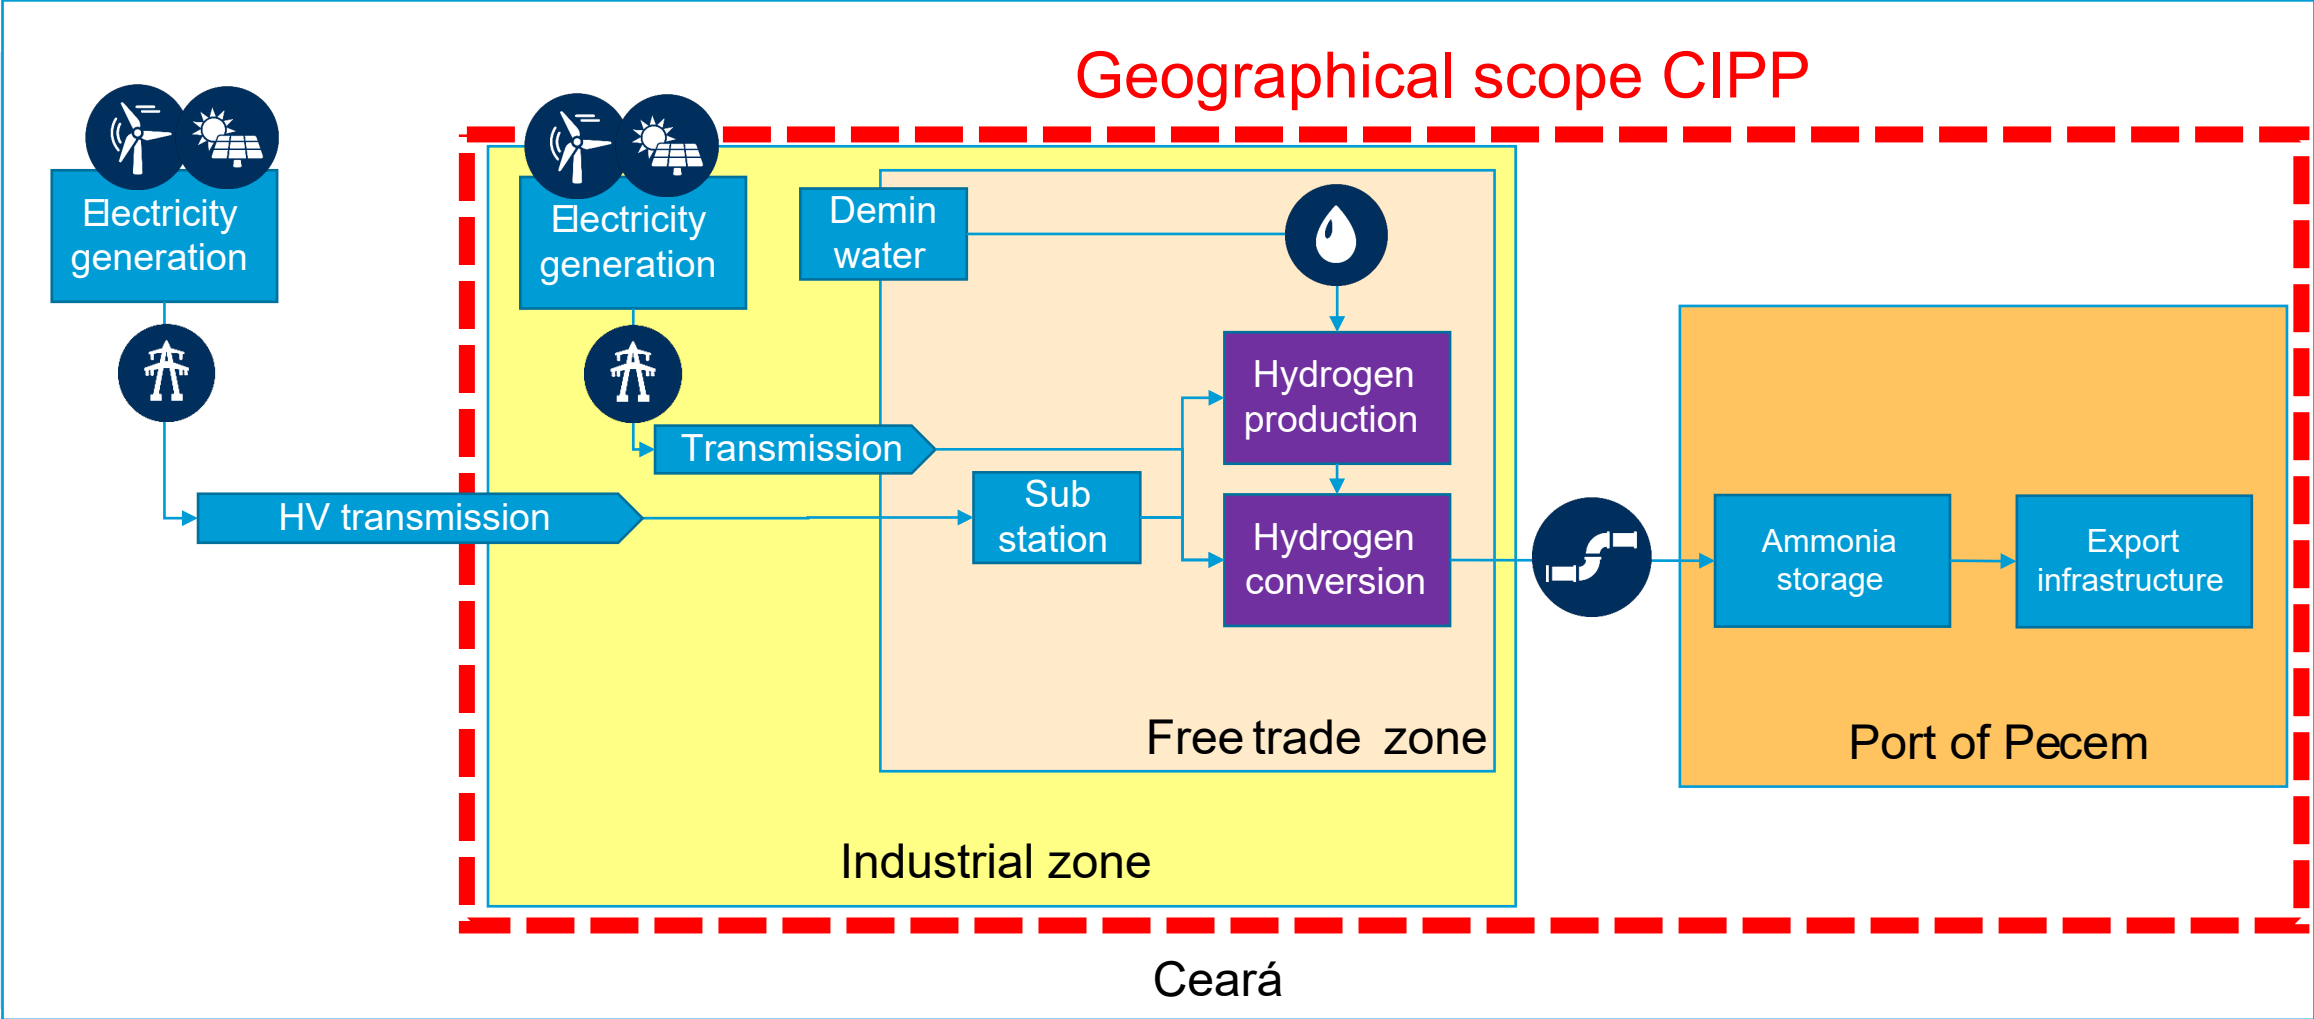 Geographical scope CIPP
Electricity
generation
Electricity
generation
Demin
water
Hydrogen
production
Transmission
HV transmission
Sub
station
Hydrogen
conversion
Ammonia
storage
Export
infrastructure
Free trade zone
Port of Pecem
Industrial zone
Ceará